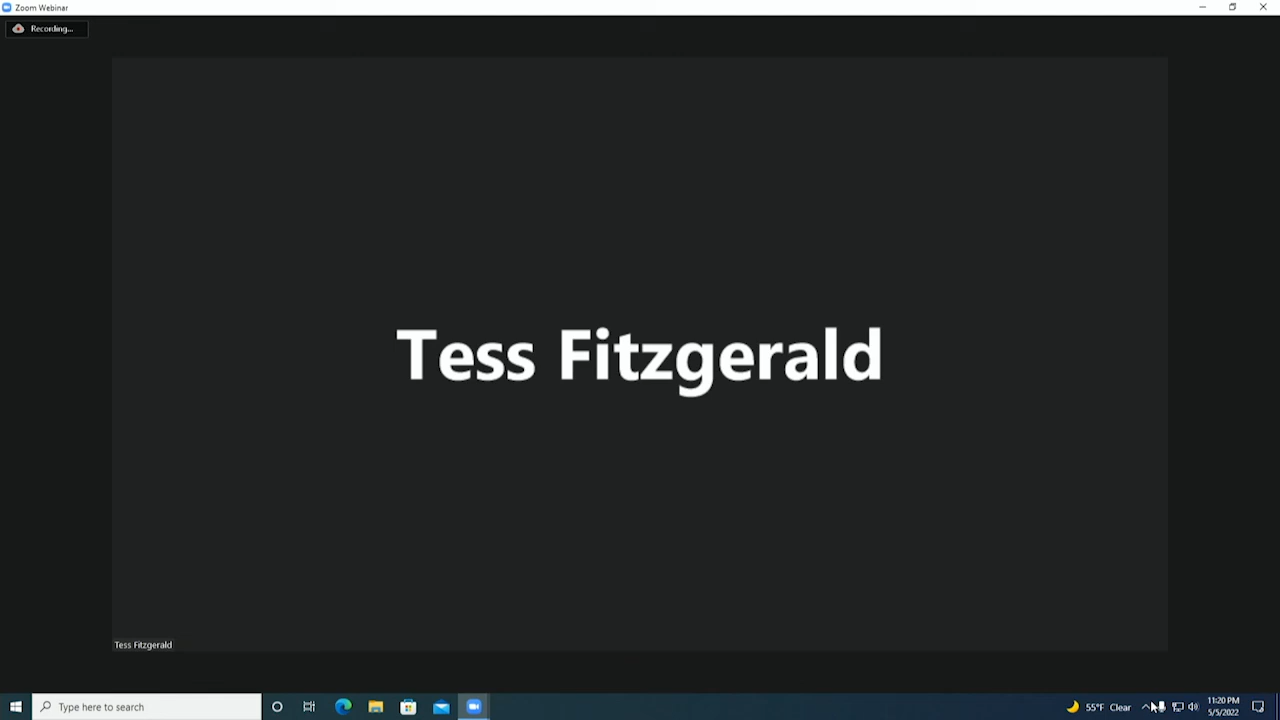 Zoom Webinar
Recording...
Tess Fitzgerald
Tess Fitzgerald
Type here to search
55°F Clear
11:20 PM
5/5/2022